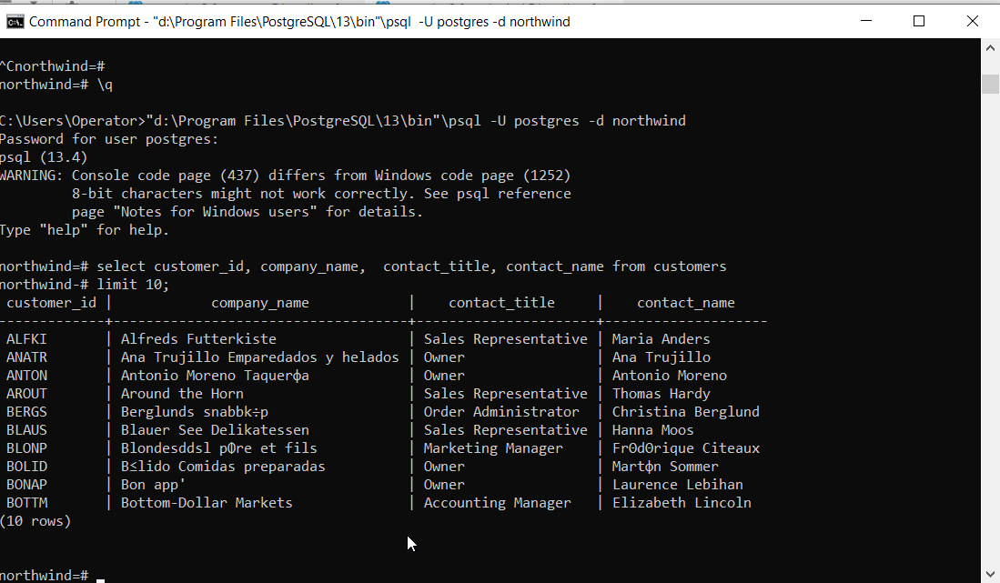 Command Prompt - "d:\Program Files\PostgreSQL\13\bin"\psql -U postgres -d northwind
^Cnorthwind=#
northwind=# \q
C:\Users\Operator>"d:\Program Files\PostgreSQL\13\bin"\psql -U postgres -d northwind
Password for user postgres:
psql (13.4)
WARNING: Console code page (437) differs from Windows code page (1252)
         8-bit characters might not work correctly. See psql reference
         page "Notes for Windows users" for details.
Type "help" for help.
northwind=# select customer_id, company_name,  contact_title, contact_name from customers
northwind-# limit 10;
 customer_id |            company_name            |    contact_title     |    contact_name
-------------+------------------------------------+----------------------+--------------------
 ALFKI       | Alfreds Futterkiste                | Sales Representative | Maria Anders
 ANATR       | Ana Trujillo Emparedados y helados | Owner                | Ana Trujillo
 ANTON       | Antonio Moreno Taquerφa            | Owner                | Antonio Moreno
 AROUT       | Around the Horn                    | Sales Representative | Thomas Hardy
 BERGS       | Berglunds snabbk÷p                 | Order Administrator  | Christina Berglund
 BLAUS       | Blauer See Delikatessen            | Sales Representative | Hanna Moos
 BLONP       | Blondesddsl pΦre et fils           | Marketing Manager    | FrΘdΘrique Citeaux
 BOLID       | B≤lido Comidas preparadas          | Owner                | Martφn Sommer
 BONAP       | Bon app'                           | Owner                | Laurence Lebihan
 BOTTM       | Bottom-Dollar Markets              | Accounting Manager   | Elizabeth Lincoln
(10 rows)
northwind=#